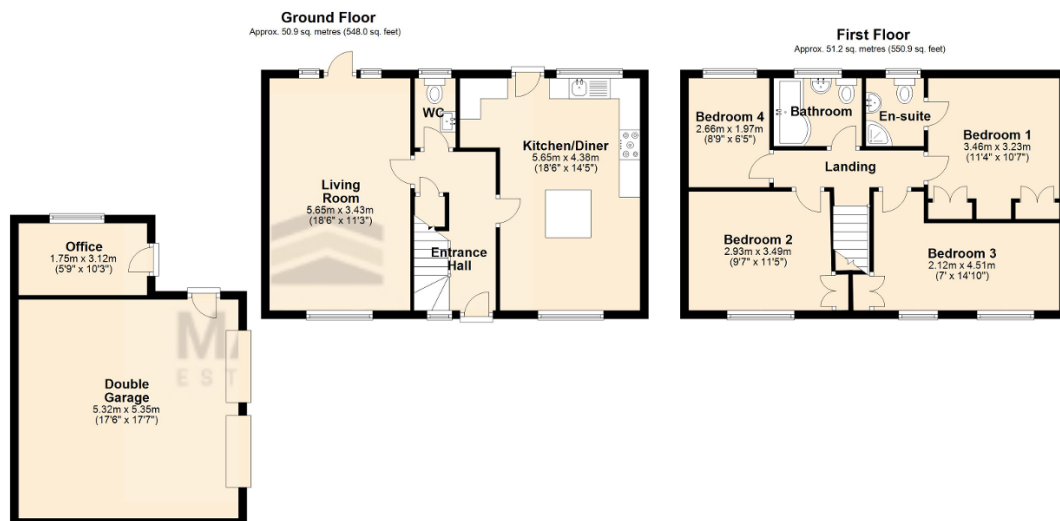 Ground Floor
Approx. 50.9 sq. metres (548.0 sq. feet)
WC
Kitchen/Diner
5.65m x 4.38m
(18'6" x 14'5")
Living
Room
5.65m x 3.43m
(18'6" x 11'3")
Entrance
Hall
Office
1.75m x 3.12m
(5'9" x 10'3")
Double
Garage
5.32m x 5.35m
(17'6" x 17'7")
MA
EST
First Floor
Approx. 51.2 sq. metres (550.9 sq. feet)
Bedroom 4
2.66m x 1.97m
(8'9" x 6'5")
Bathroom
En-suite
Bedroom 1
3.46m x 3.23m
(11'4" x 10'7")
Landing
Bedroom 2
2.93m x 3.49m
(9'7" x 11'5")
Bedroom 3
2.12m x 4.51m
(7' x 14'10")